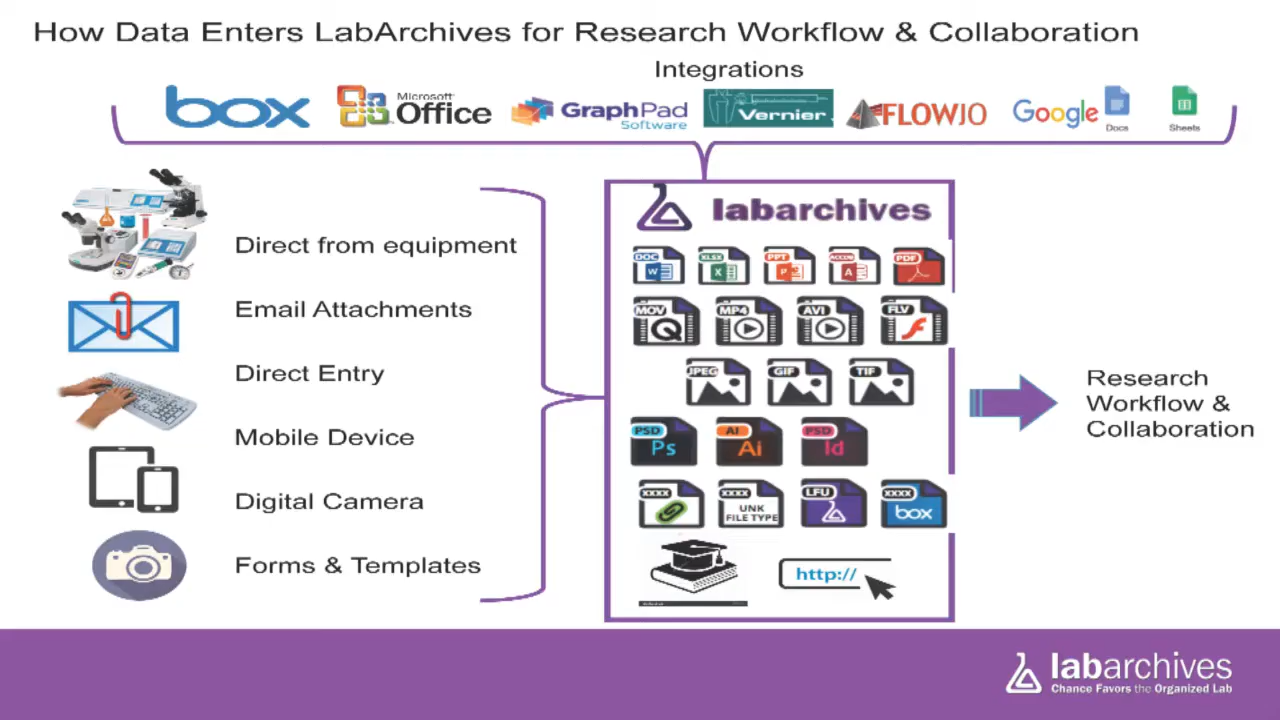 How Data Enters LabArchives for Research Workflow & Collaboration
Integrations
box
Microsoft Office
GraphPad Software
Vernier
FLOWJO
Google
Docs
Sheets
labarchives
Direct from equipment
Email Attachments
Direct Entry
Mobile Device
Digital Camera
Forms & Templates
DOC XLSX PPT ACCDB PDF
MOV MP4 AVI FLV
JPEG GIF TIF
PSD AI PSD
Ps Ai Id
XXXX XXXX LFU XXXX
UNK
FILE TYPE
box
http://
Research
Workflow &
Collaboration
labarchives
Chance Favors the Organized Lab